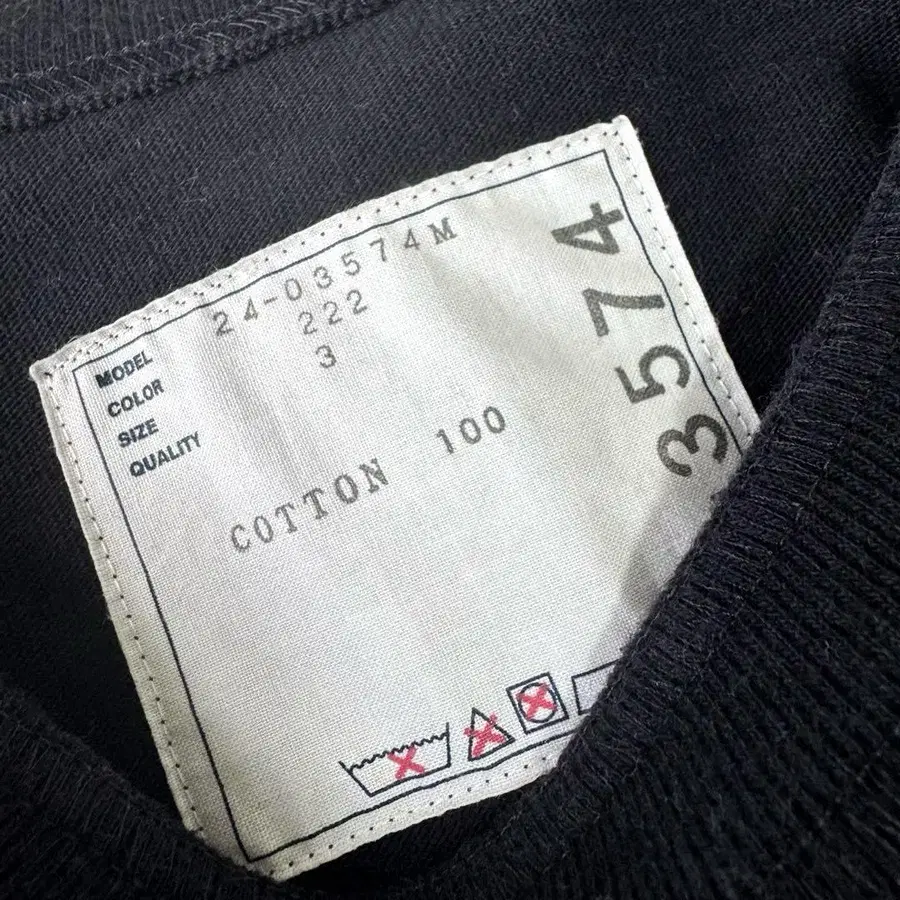 MODEL 24-03574M
COLOR 222
SIZE 3
QUALITY
COTTON 100
3574